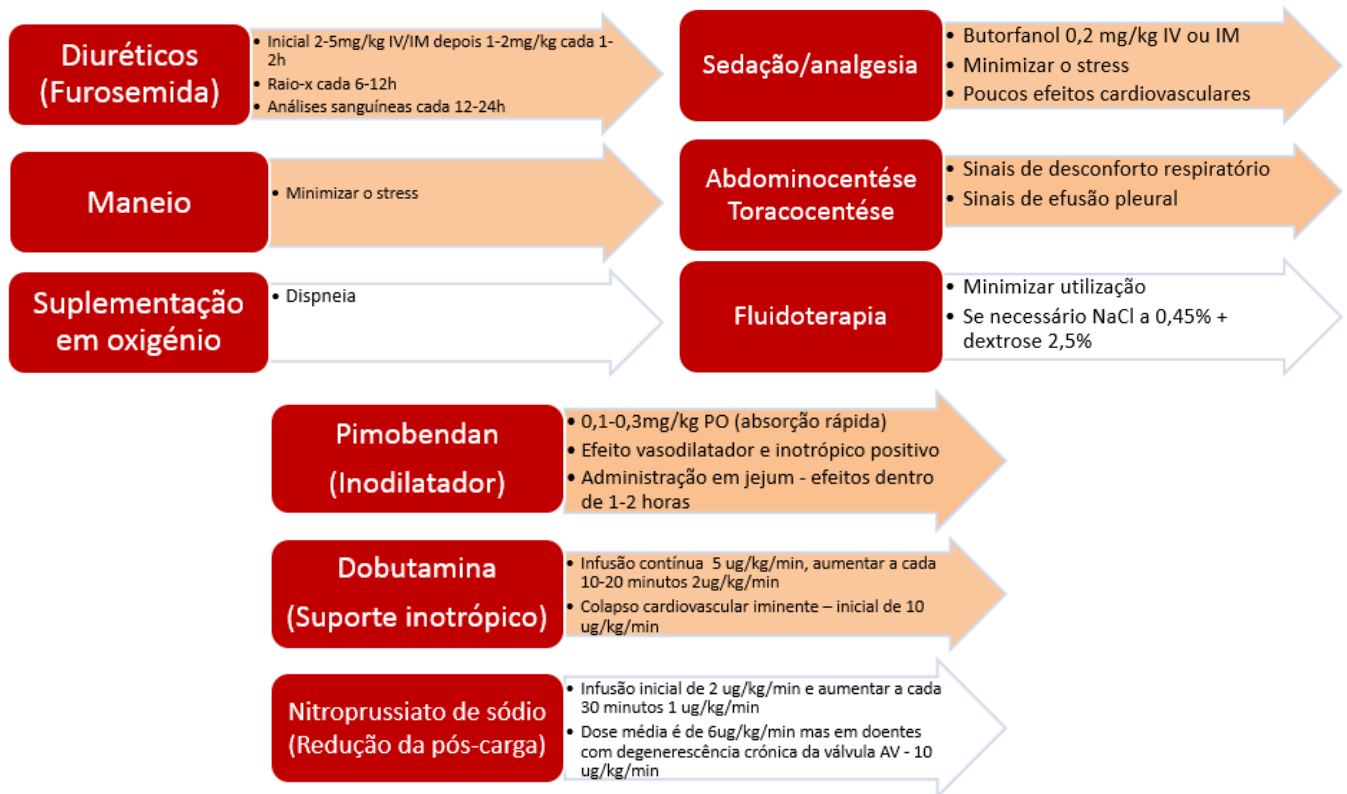 Diuréticos
(Furosemida)
• Inicial 2-5mg/kg IV/IM depois 1-2mg/kg cada 1-
2h
• Raio-x cada 6-12h
• Análises sanguíneas cada 12-24h
Sedação/analgesia
• Butorfanol 0,2 mg/kg IV ou IM
• Minimizar o stress
• Poucos efeitos cardiovasculares
Maneio
• Minimizar o stress
Abdominocentése
Toracocentése
• Sinais de desconforto respiratório
• Sinais de efusão pleural
Suplementação
em oxigénio
• Dispneia
Fluidoterapia
• Minimizar utilização
• Se necessário NaCl a 0,45% +
dextrose 2,5%
Pimobendan
(Inodilatador)
• 0,1-0,3mg/kg PO (absorção rápida)
• Efeito vasodilatador e inotrópico positivo
• Administração em jejum - efeitos dentro
de 1-2 horas
Dobutamina
(Suporte inotrópico)
• Infusão contínua 5 ug/kg/min, aumentar a cada
10-20 minutos 2ug/kg/min
• Colapso cardiovascular iminente – inicial de 10
ug/kg/min
Nitroprussiato de sódio
(Redução da pós-carga)
• Infusão inicial de 2 ug/kg/min e aumentar a cada
30 minutos 1 ug/kg/min
• Dose média é de 6ug/kg/min mas em doentes
com degenerescência crónica da válvula AV - 10
ug/kg/min